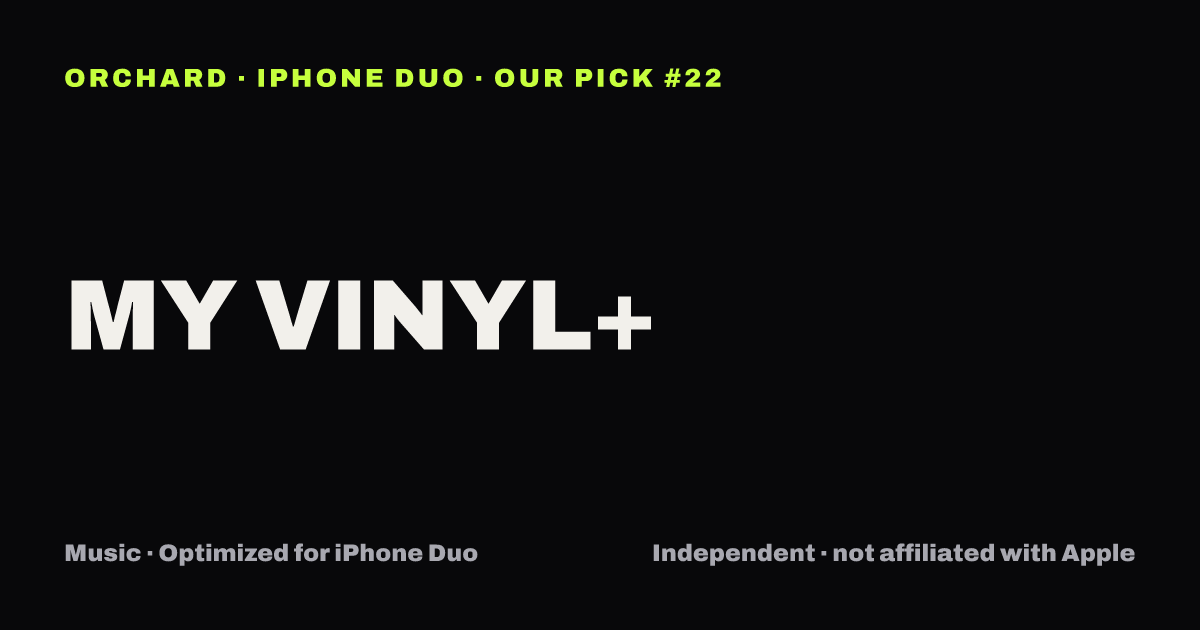 ORCHARD · IPHONE DUO · OUR PICK #22
MY VINYL+
Music · Optimized for iPhone Duo
Independent · not affiliated with Apple